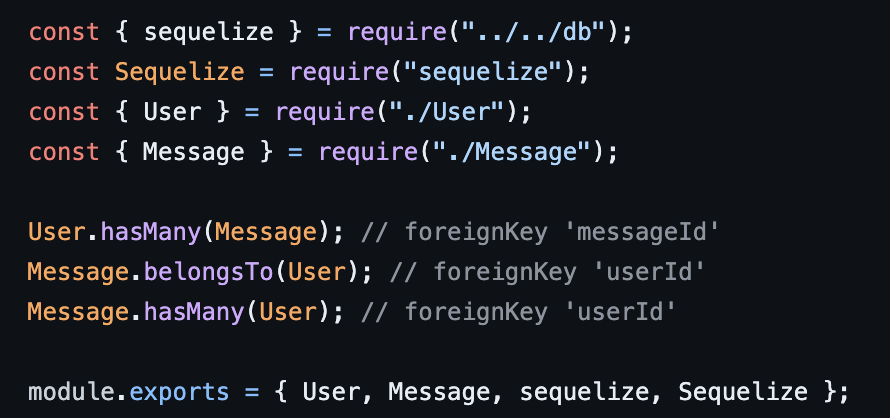 const { sequelize } = require("../../db");
const Sequelize = require("sequelize");
const { User } = require("./User");
const { Message } = require("./Message");
User.hasMany(Message); // foreignKey 'messageId'
Message.belongsTo(User); // foreignKey 'userId'
Message.hasMany(User); // foreignKey 'userId'
module.exports = { User, Message, sequelize, Sequelize };